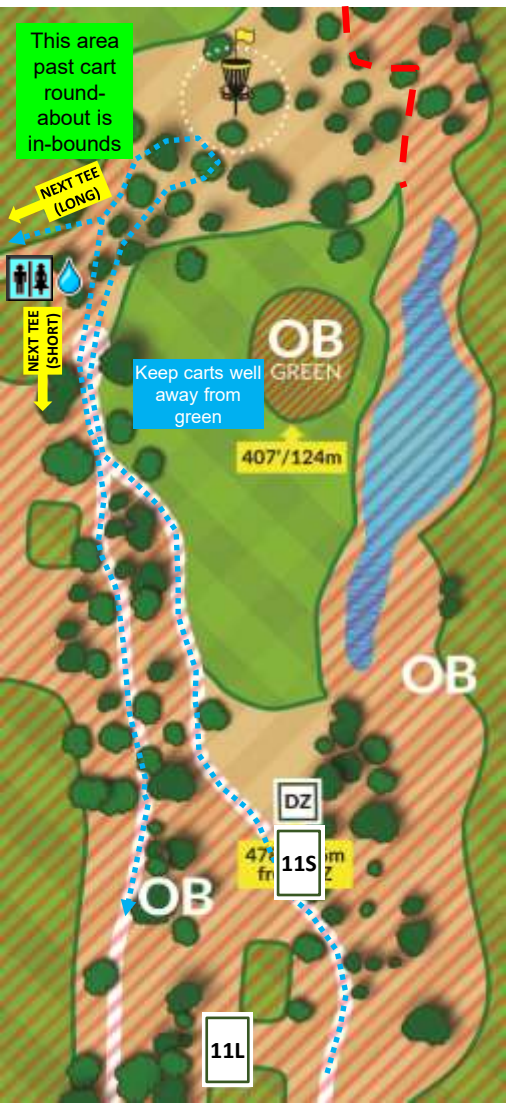 This area
past cart
round-
about is
in-bounds
NEXT TEE
(LONG)
NEXT TEE
(SHORT)
OB
GREEN
Keep carts well
away from
green
407'/124m
OB
DZ
11S
OB
11L